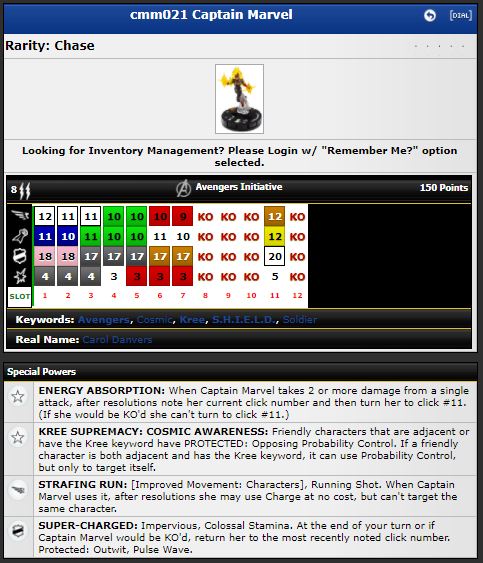 cmm021 Captain Marvel
[DIAL]
Rarity: Chase
Looking for Inventory Management? Please Login w/ "Remember Me?" option
selected.
8 Avengers Initiative 150 Points
12 11 11 10 10 10 9 KO KO KO 12 KO
11 10 11 10 10 11 10 KO KO KO 12 KO
18 18 17 17 17 17 17 KO KO KO 20 KO
4 4 4 3 3 3 3 KO KO KO 5 KO
SLOT 1 2 3 4 5 6 7 8 9 10 11 12
Keywords: Avengers, Cosmic, Kree, S.H.I.E.L.D., Soldier
Real Name: Carol Danvers
Special Powers
ENERGY ABSORPTION: When Captain Marvel takes 2 or more damage from a single
attack, after resolutions note her current click number and then turn her to click #11.
(If she would be KO'd she can't turn to click #11.)
KREE SUPREMACY: COSMIC AWARENESS: Friendly characters that are adjacent or
have the Kree keyword have PROTECTED: Opposing Probability Control. If a friendly
character is both adjacent and has the Kree keyword, it can use Probability Control,
but only to target itself.
STRAFING RUN: [Improved Movement: Characters], Running Shot. When Captain
Marvel uses it, after resolutions she may use Charge at no cost, but can't target the
same character.
SUPER-CHARGED: Impervious, Colossal Stamina. At the end of your turn or if
Captain Marvel would be KO'd, return her to the most recently noted click number.
Protected: Outwit, Pulse Wave.